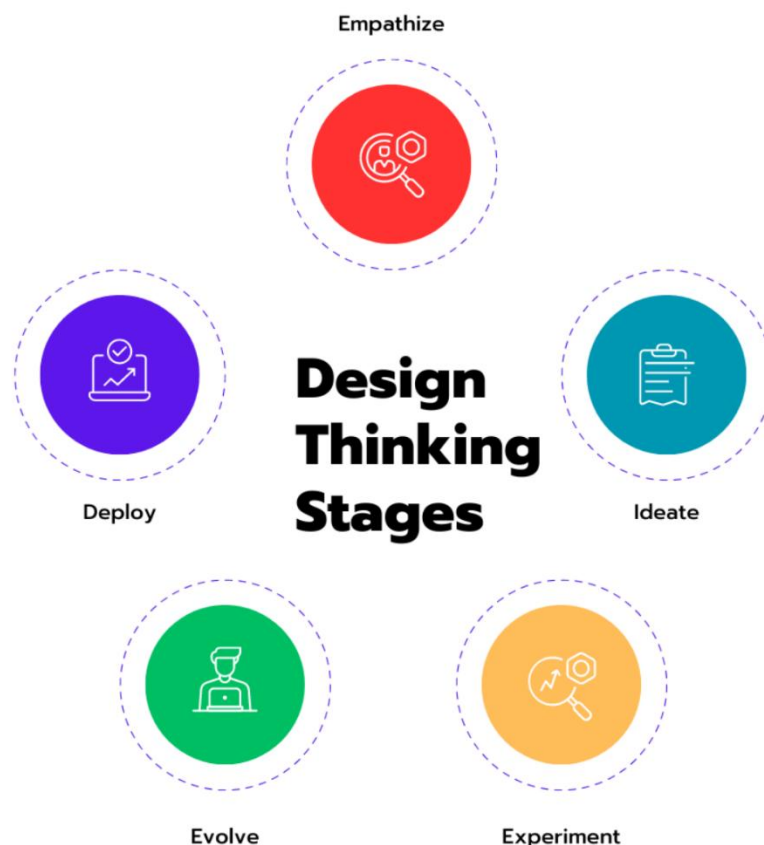 Empathize
Design
Thinking
Stages
Deploy
Ideate
Evolve
Experiment